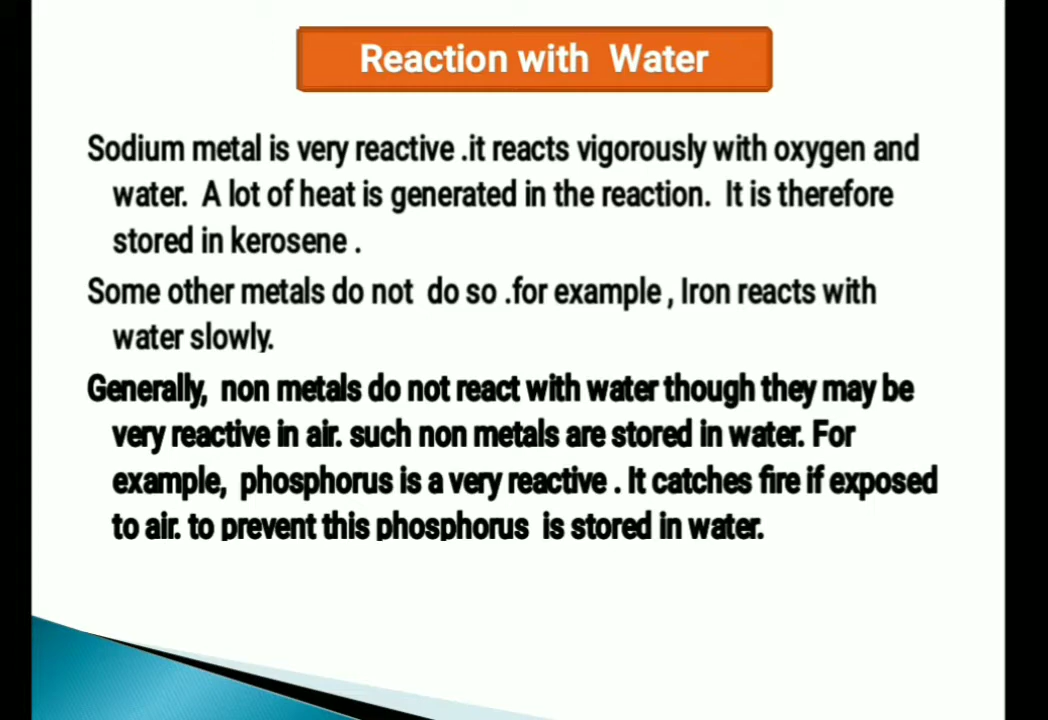 Reaction with Water
Sodium metal is very reactive .it reacts vigorously with oxygen and
water. A lot of heat is generated in the reaction. It is therefore
stored in kerosene .
Some other metals do not do so .for example , Iron reacts with
water slowly.
Generally, non metals do not react with water though they may be
very reactive in air. such non metals are stored in water. For
example, phosphorus is a very reactive . It catches fire if exposed
to air. to prevent this phosphorus is stored in water.